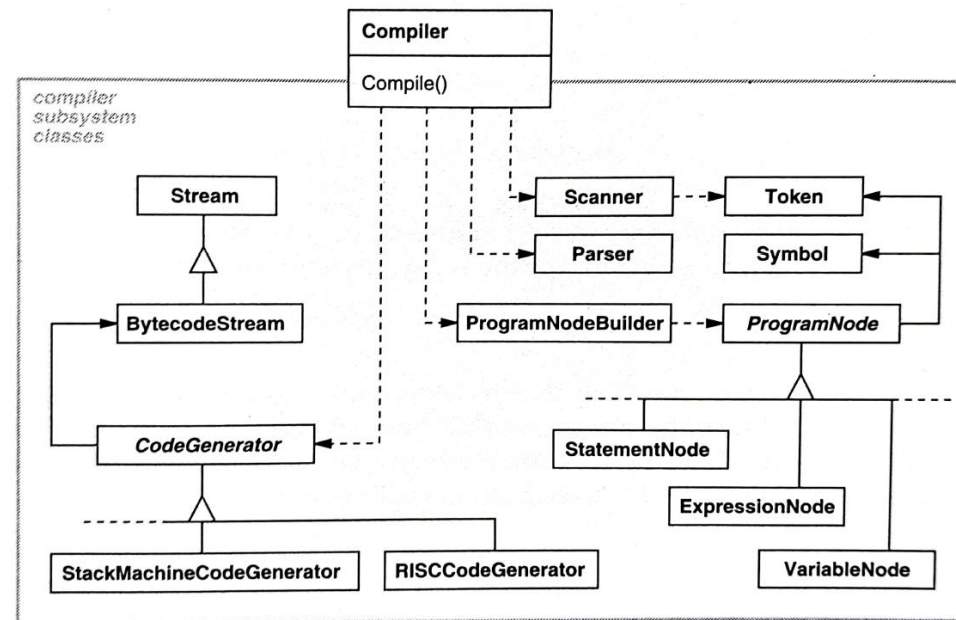 Compiler
Compile()
compiler
subsystem
classes
Stream
Scanner
Token
Parser
Symbol
BytecodeStream
ProgramNodeBuilder
ProgramNode
CodeGenerator
StatementNode
ExpressionNode
StackMachineCodeGenerator
RISCCodeGenerator
VariableNode